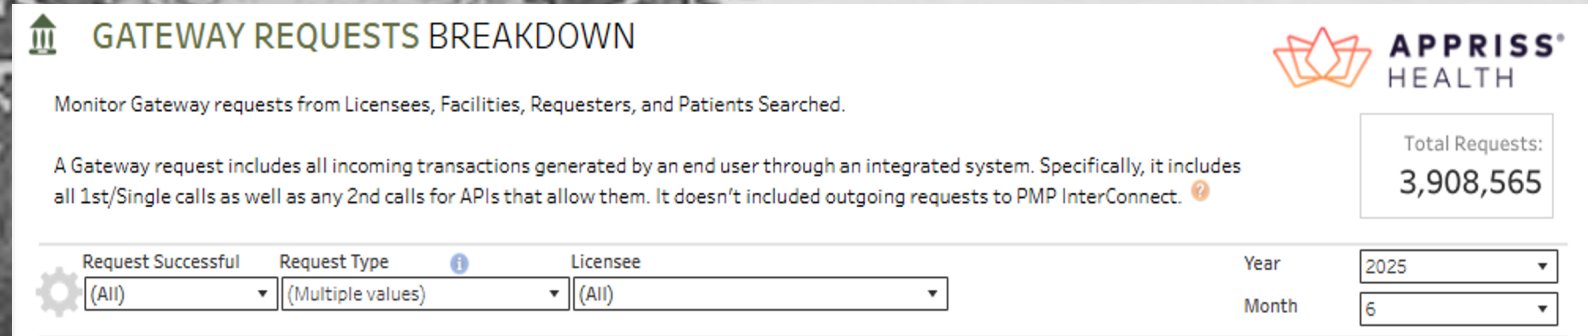 GATEWAY REQUESTS BREAKDOWN
APPRISS®
HEALTH
Monitor Gateway requests from Licensees, Facilities, Requesters, and Patients Searched.
Total Requests:
3,908,565
A Gateway request includes all incoming transactions generated by an end user through an integrated system. Specifically, it includes
all 1st/Single calls as well as any 2nd calls for APIs that allow them. It doesn't included outgoing requests to PMP InterConnect. ?
Request Successful Request Type i Licensee
(All) (Multiple values) (All)
Year 2025
Month 6